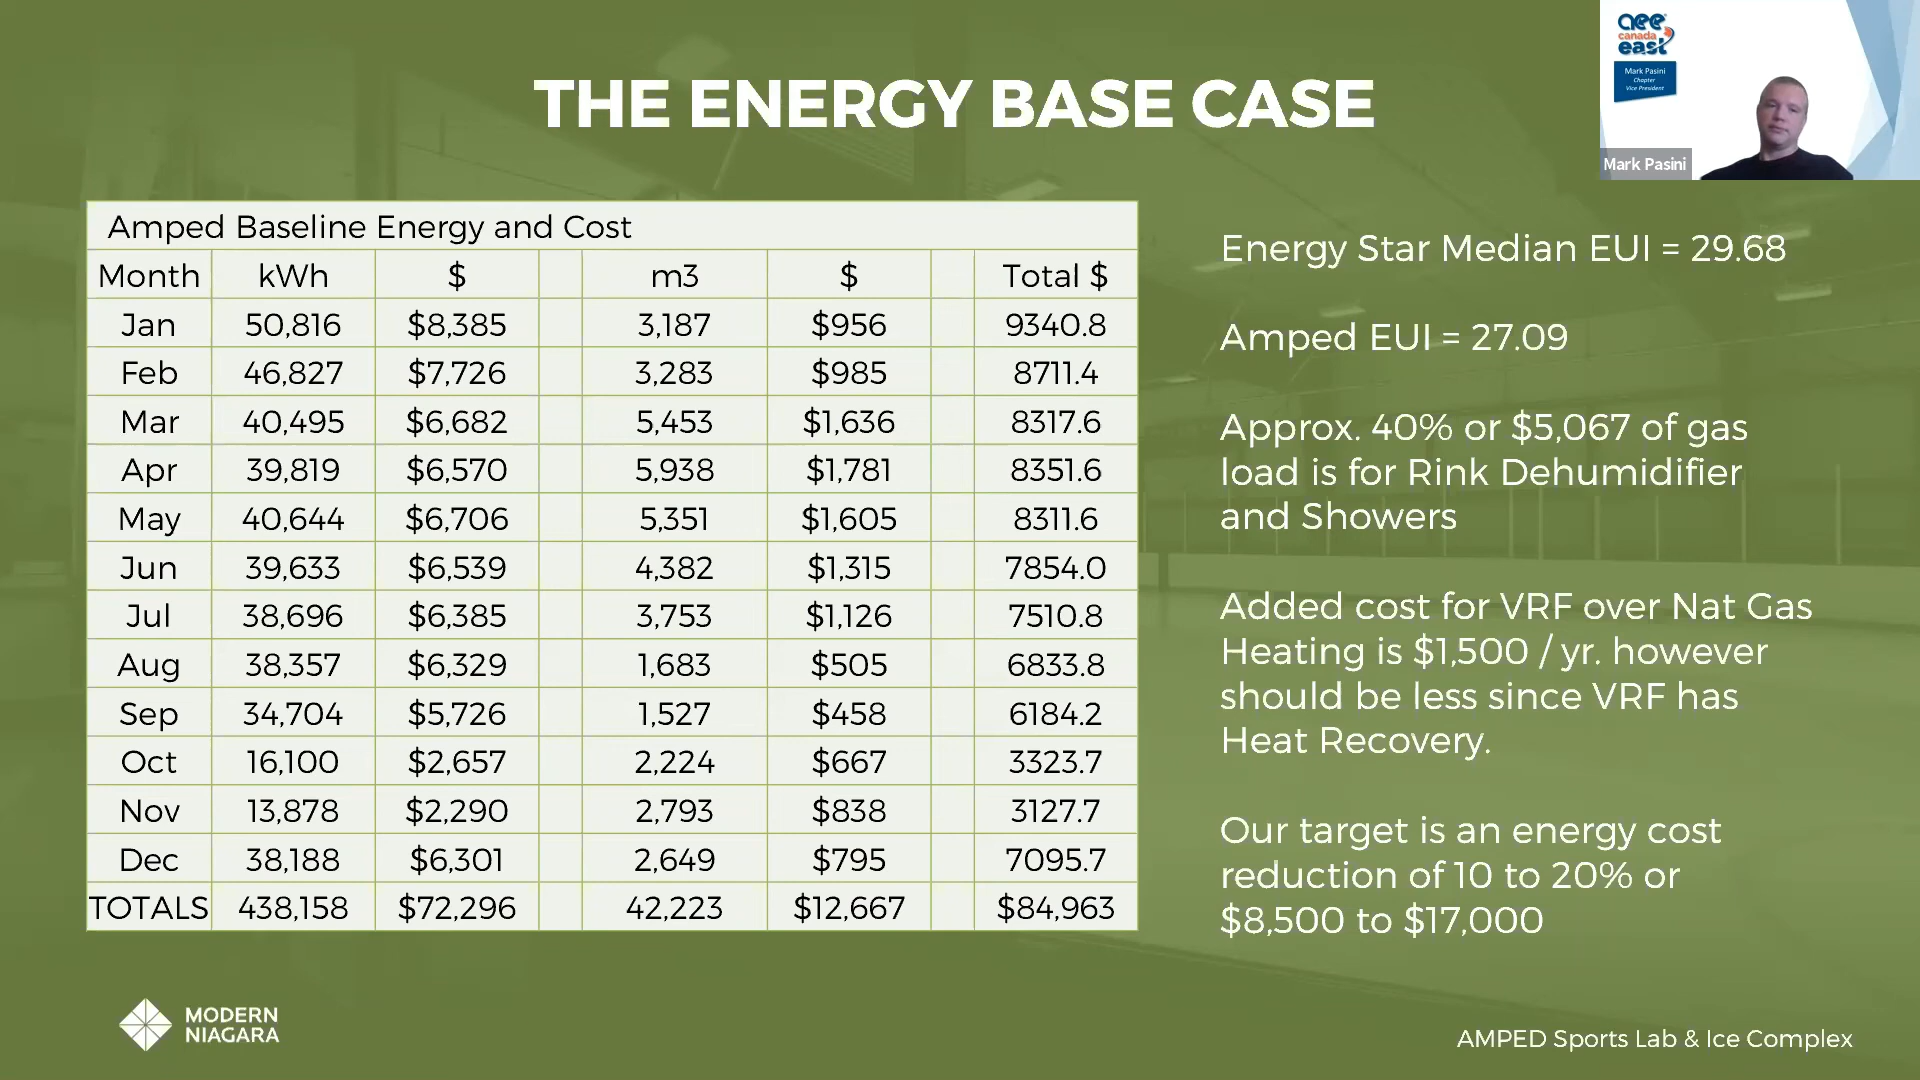 aee
canada
east
Mark Pasini
Chapter
Vice President
Mark Pasini
THE ENERGY BASE CASE
Amped Baseline Energy and Cost
Month kWh $ m3 $ Total $
Jan 50,816 $8,385 3,187 $956 9340.8
Feb 46,827 $7,726 3,283 $985 8711.4
Mar 40,495 $6,682 5,453 $1,636 8317.6
Apr 39,819 $6,570 5,938 $1,781 8351.6
May 40,644 $6,706 5,351 $1,605 8311.6
Jun 39,633 $6,539 4,382 $1,315 7854.0
Jul 38,696 $6,385 3,753 $1,126 7510.8
Aug 38,357 $6,329 1,683 $505 6833.8
Sep 34,704 $5,726 1,527 $458 6184.2
Oct 16,100 $2,657 2,224 $667 3323.7
Nov 13,878 $2,290 2,793 $838 3127.7
Dec 38,188 $6,301 2,649 $795 7095.7
TOTALS 438,158 $72,296 42,223 $12,667 $84,963
Energy Star Median EUI = 29.68
Amped EUI = 27.09
Approx. 40% or $5,067 of gas
load is for Rink Dehumidifier
and Showers
Added cost for VRF over Nat Gas
Heating is $1,500 / yr. however
should be less since VRF has
Heat Recovery.
Our target is an energy cost
reduction of 10 to 20% or
$8,500 to $17,000
MODERN
NIAGARA
AMPED Sports Lab & Ice Complex